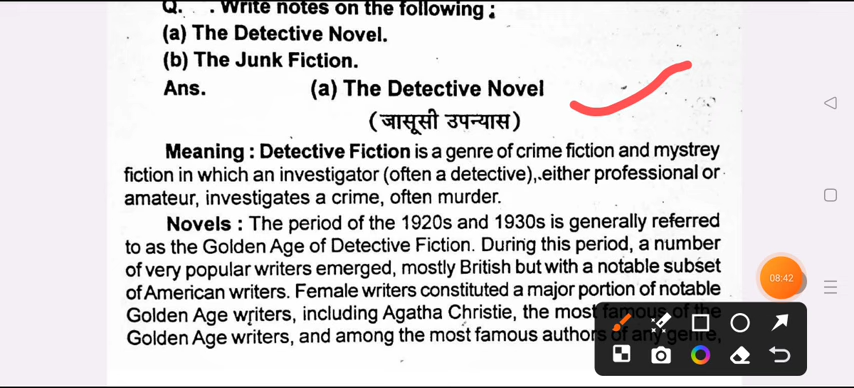 Q. . Write notes on the following :
(a) The Detective Novel.
(b) The Junk Fiction.
Ans. (a) The Detective Novel
(जासूसी उपन्यास)
Meaning : Detective Fiction is a genre of crime fiction and mystrey
fiction in which an investigator (often a detective), either professional or
amateur, investigates a crime, often murder.
Novels : The period of the 1920s and 1930s is generally referred
to as the Golden Age of Detective Fiction. During this period, a number
of very popular writers emerged, mostly British but with a notable subset
of American writers. Female writers constituted a major portion of notable
Golden Age writers, including Agatha Christie, the most famous of the
Golden Age writers, and among the most famous authors of any genre,
08:42